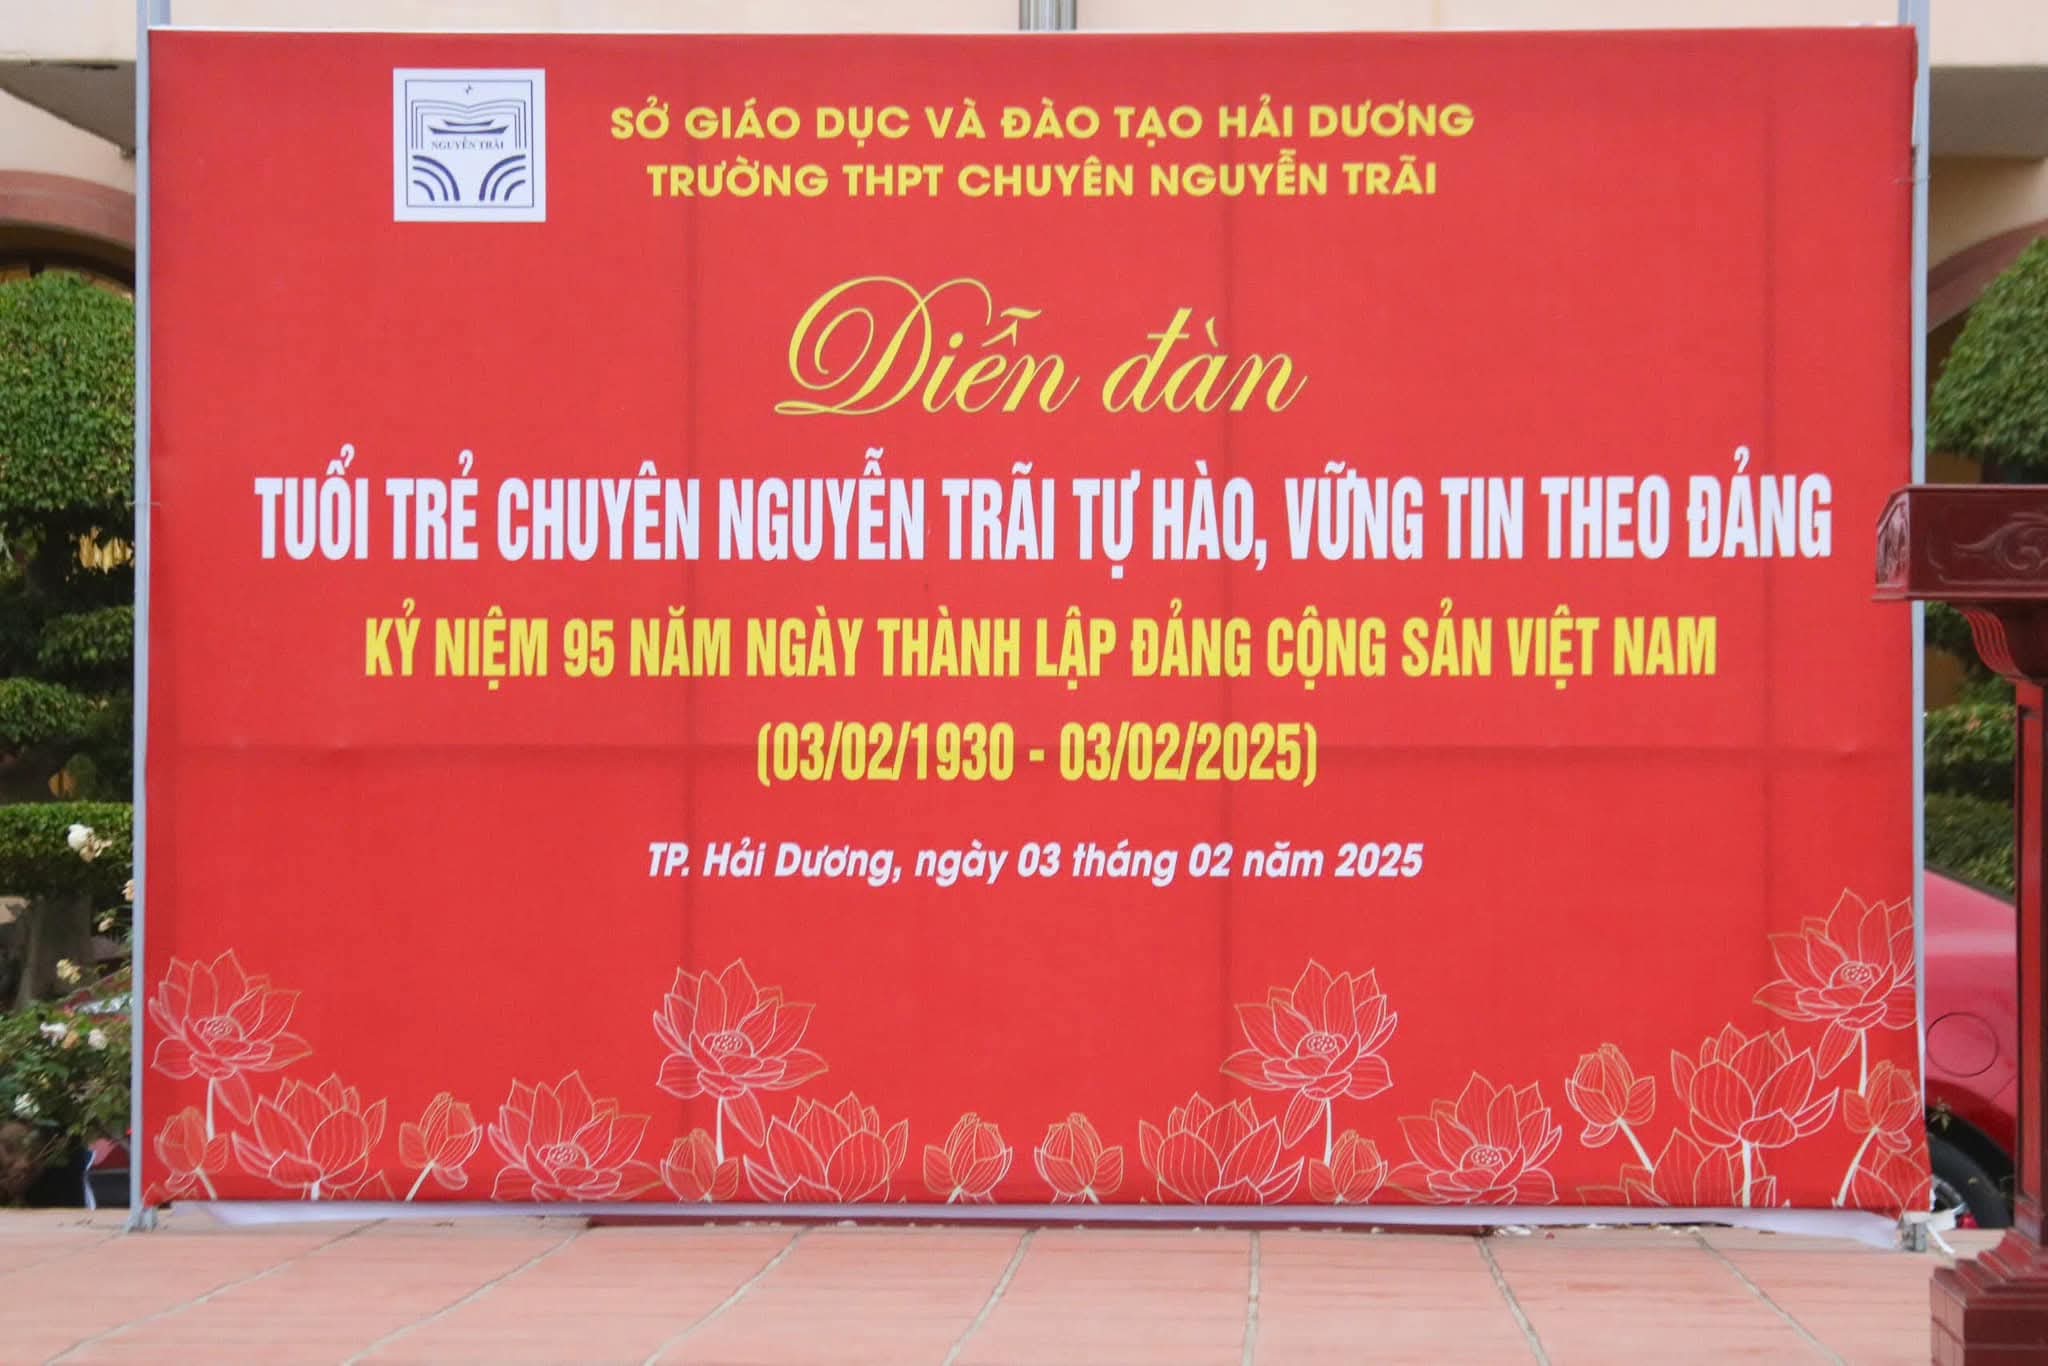 NGUYỄN TRÃI
SỞ GIÁO DỤC VÀ ĐÀO TẠO HẢI DƯƠNG
TRƯỜNG THPT CHUYÊN NGUYỄN TRÃI
Diễn đàn
TUỔI TRẺ CHUYÊN NGUYỄN TRÃI TỰ HÀO, VỮNG TIN THEO ĐẢNG
KỶ NIỆM 95 NĂM NGÀY THÀNH LẬP ĐẢNG CỘNG SẢN VIỆT NAM
(03/02/1930 - 03/02/2025)
TP. Hải Dương, ngày 03 tháng 02 năm 2025